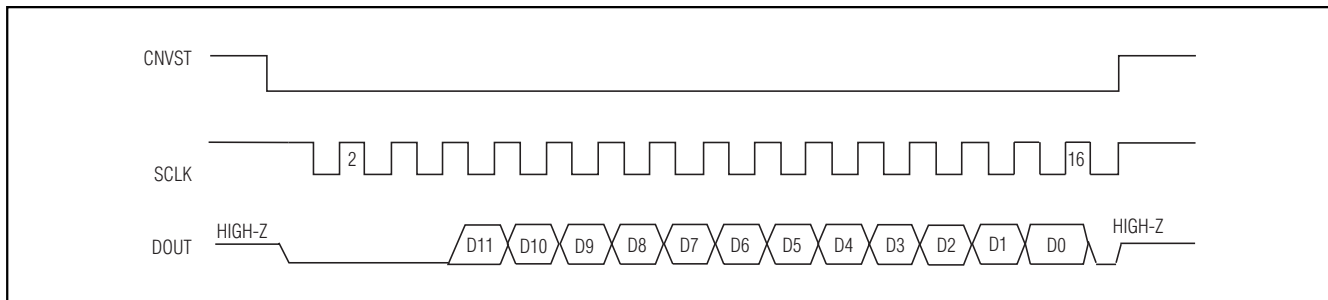 CNVST
SCLK
2
16
DOUT
HIGH-Z
D11
D10
D9
D8
D7
D6
D5
D4
D3
D2
D1
D0
HIGH-Z